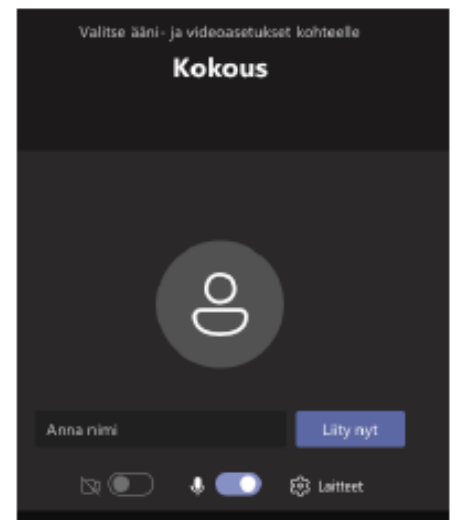 Valitse ääni- ja videoasetukset kohteelle
Kokous
Anna nimi
Liity nyt
Laitteet